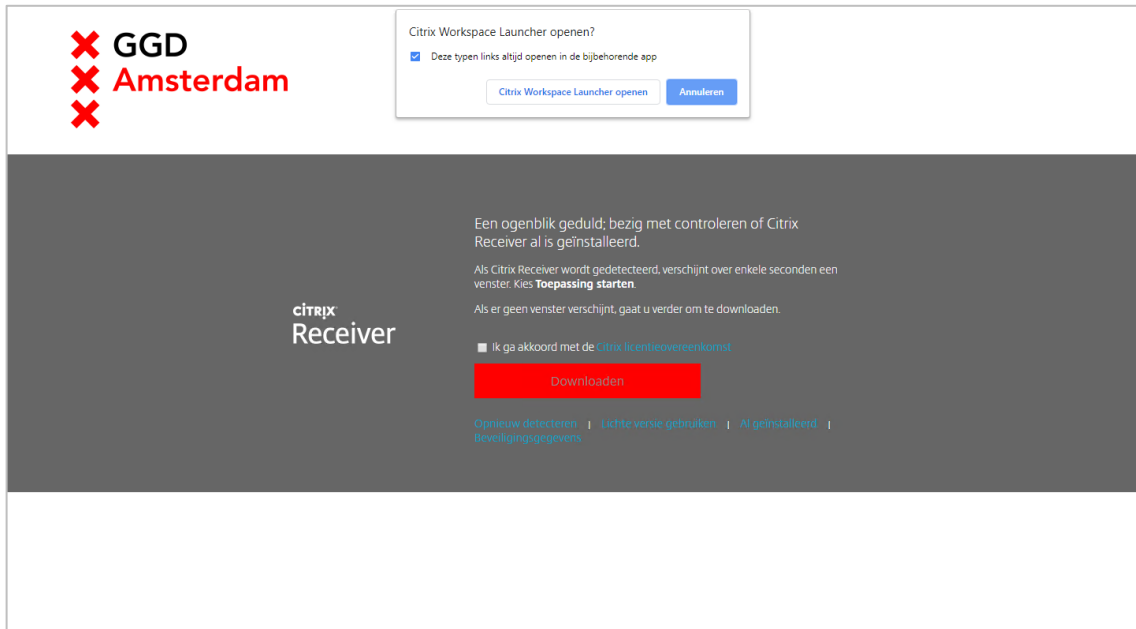 GGD
Amsterdam
Citrix Workspace Launcher openen?
Deze typen links altijd openen in de bijbehorende app
Citrix Workspace Launcher openen Annuleren
Een ogenblik geduld; bezig met controleren of Citrix
Receiver al is geïnstalleerd.
Als Citrix Receiver wordt gedetecteerd, verschijnt over enkele seconden een
venster. Kies Toepassing starten.
Als er geen venster verschijnt, gaat u verder om te downloaden.
citrix
Receiver
Ik ga akkoord met de Citrix licentieovereenkomst
Downloaden
Opnieuw detecteren | Lichte versie gebruiken | Al geïnstalleerd |
Beveiligingsgegevens